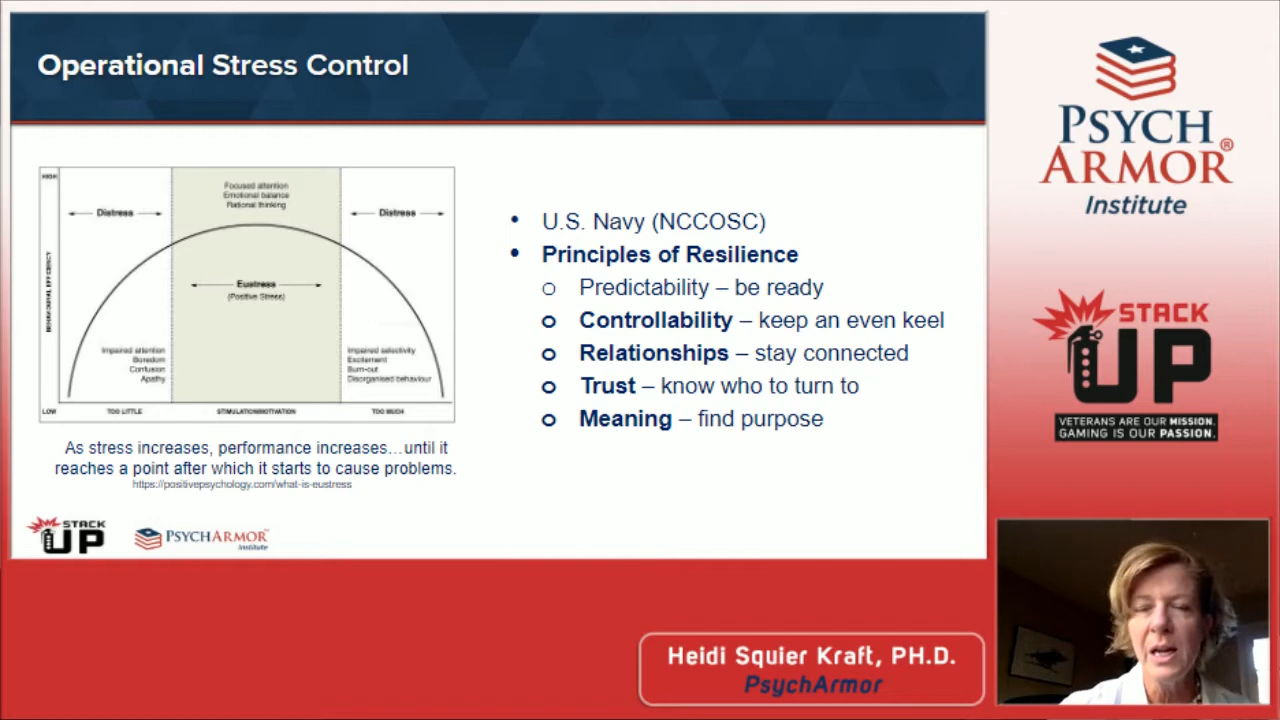 Operational Stress Control
HIGH
Distress
Focused attention
Emotional balance
Rational thinking
Distress
Eustress
(Positive Stress)
BEHAVIORAL EFFICIENCY
Impaired attention
Boredom
Confusion
Apathy
Impaired selectivity
Excitement
Burn-out
Disorganised behaviour
LOW
TOO LITTLE
STIMULATION/MOTIVATION
TOO MUCH
As stress increases, performance increases…until it
reaches a point after which it starts to cause problems.
https://positivepsychology.com/what-is-eustress
• U.S. Navy (NCCOSC)
• Principles of Resilience
o Predictability – be ready
o Controllability – keep an even keel
o Relationships – stay connected
o Trust – know who to turn to
o Meaning – find purpose
STACK
UP
PSYCHARMOR
Institute
PSYCH
ARMOR®
Institute
STACK
UP
VETERANS ARE OUR MISSION.
GAMING IS OUR PASSION.
Heidi Squier Kraft, PH.D.
PsychArmor